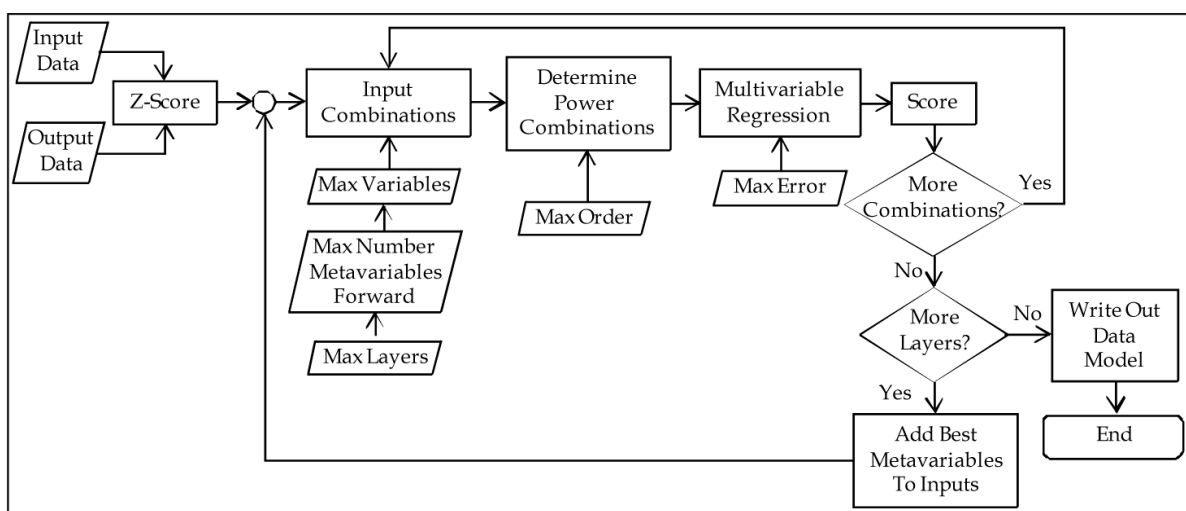 Input
Data
Z-Score
Output
Data
Input
Combinations
Max Variables
Max Number
Metavariables
Forward
Max Layers
Determine
Power
Combinations
Max Order
Multivariable
Regression
Max Error
Score
More
Combinations?
Yes
No
More
Layers?
No
Yes
Write Out
Data
Model
End
Add Best
Metavariables
To Inputs